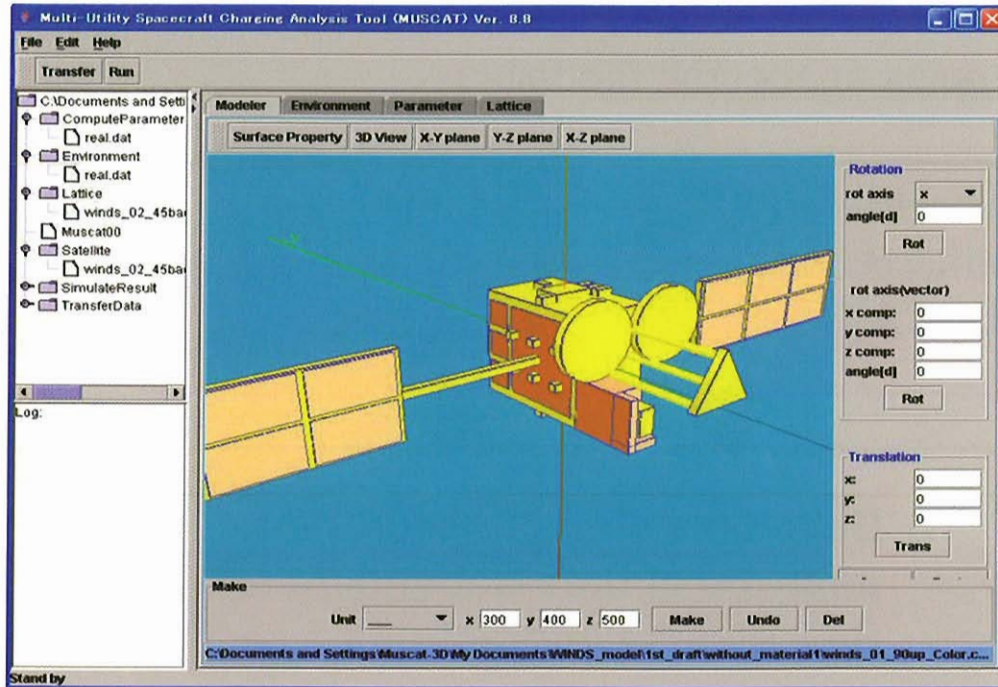 Multi-Utility Spacecraft Charging Analysis Tool (MUSCAT) Ver. 8.8
File Edit Help
Transfer Run
C:\Documents and Setti
ComputeParameter
real.dat
Environment
real.dat
Lattice
winds_02_45bai
Muscat00
Satellite
winds_02_45bai
SimulateResult
TransferData
Log:
Modeler Environment Parameter Lattice
Surface Property 3D View X-Y plane Y-Z plane X-Z plane
Rotation
rot axis x
angle[d] 0
Rot
rot axis(vector)
x comp: 0
y comp: 0
z comp: 0
angle[d] 0
Rot
Translation
x: 0
y: 0
z: 0
Trans
Make
Unit ___ x 300 y 400 z 500 Make Undo Del
C:\Documents and Settings\Muscat-3D\My Documents\WINDS_model\1st_draft\without_material1\winds_01_90up_Color.c...
Stand by